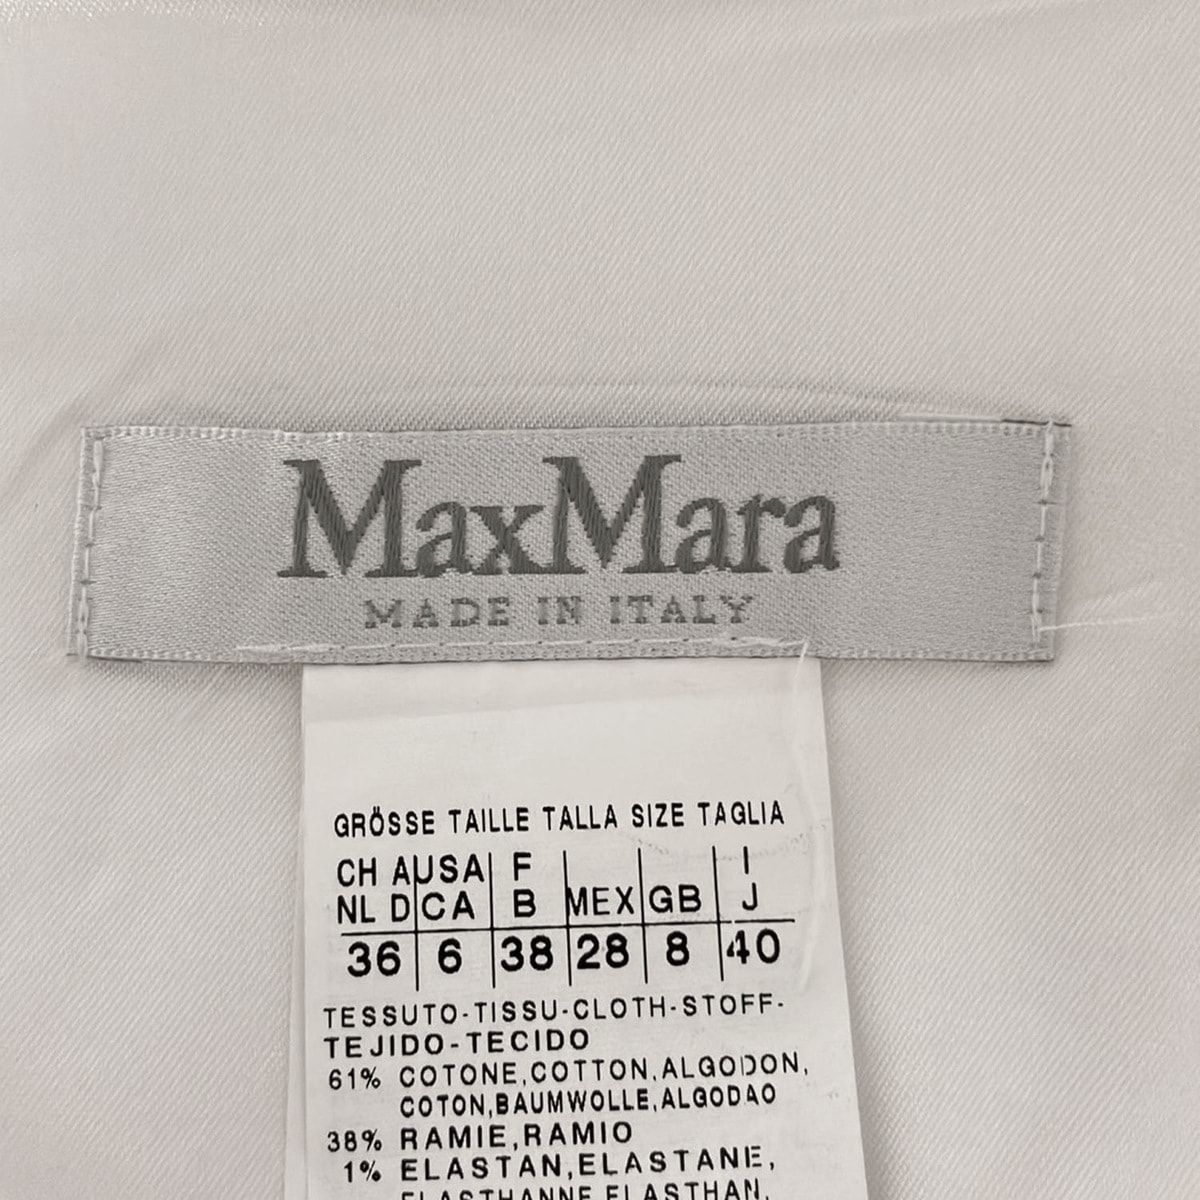 MaxMara
MADE IN ITALY
GRÖSSE TAILLE TALLA SIZE TAGLIA
CH A USA F MEX GB I
NL D CA B J
36 6 38 28 8 40
TESSUTO-TISSU-CLOTH-STOFF-
TEJIDO-TECIDO
61% COTONE,COTTON,ALGODON,
COTON,BAUMWOLLE,ALGODAO
38% RAMIE,RAMIO
1% ELASTAN,ELASTANE,
ELASTHANNE,ELASTHAN,